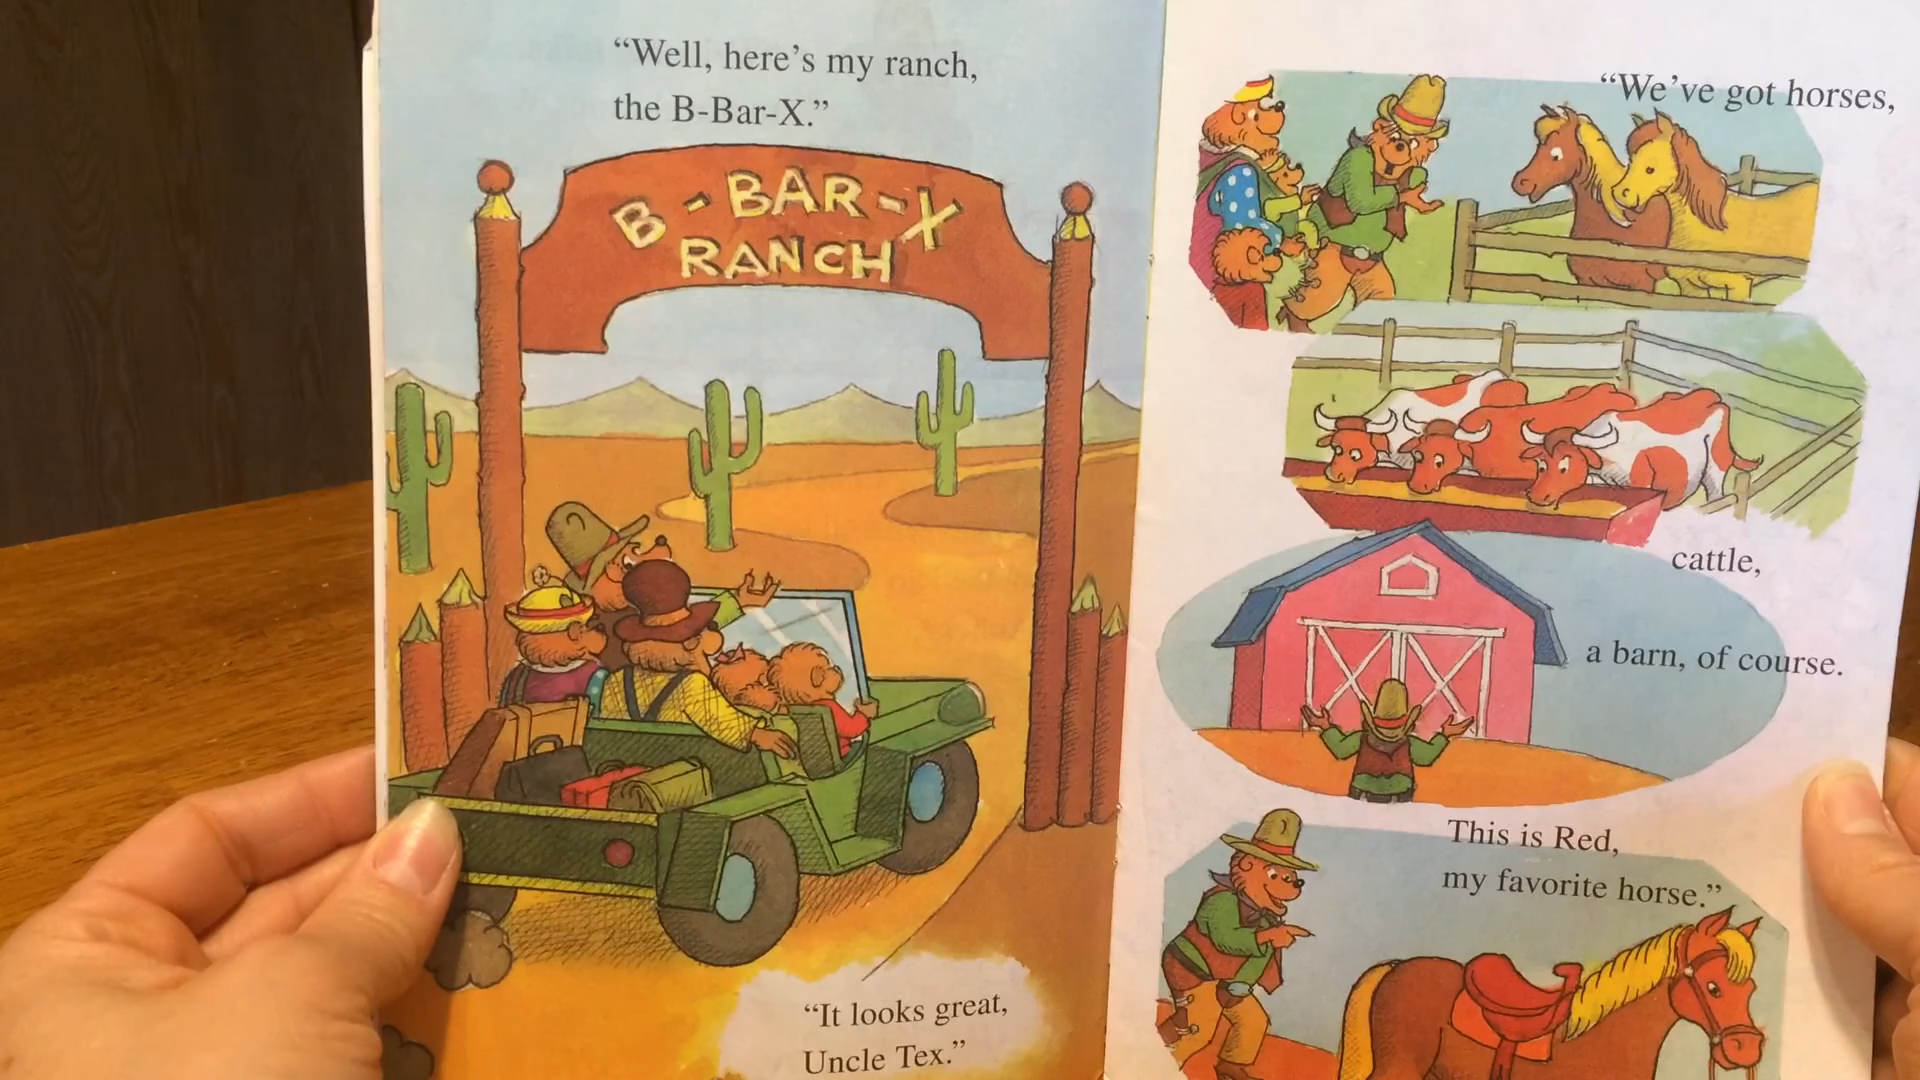 “Well, here’s my ranch,
the B-Bar-X.”
B-BAR-X
RANCH
“It looks great,
Uncle Tex.”
“We’ve got horses,
cattle,
a barn, of course.
This is Red,
my favorite horse.”